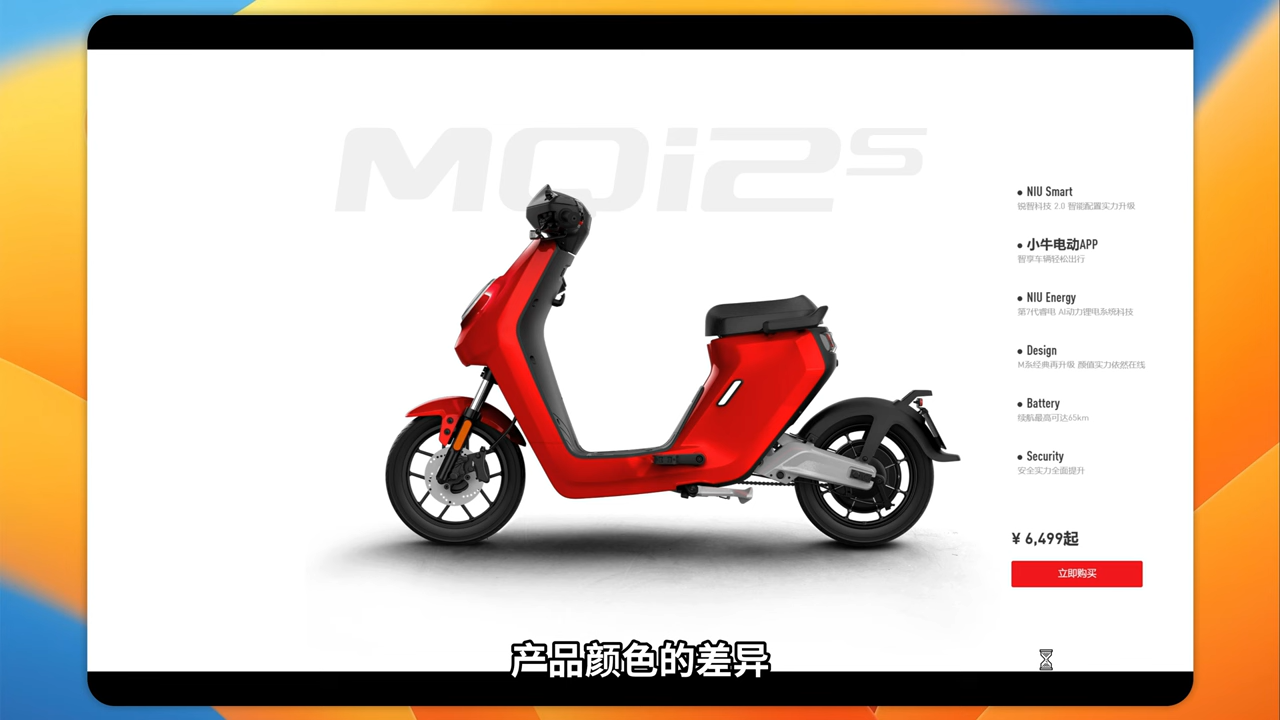 MQi2s
NIU Smart
锐智科技 2.0 智能配置实力升级
小牛电动APP
智享车辆轻松出行
NIU Energy
第7代睿电 AI动力锂电系统科技
Design
M系经典再升级 颜值实力依然在线
Battery
续航最高可达65km
Security
安全实力全面提升
¥ 6,499起
立即购买
产品颜色的差异